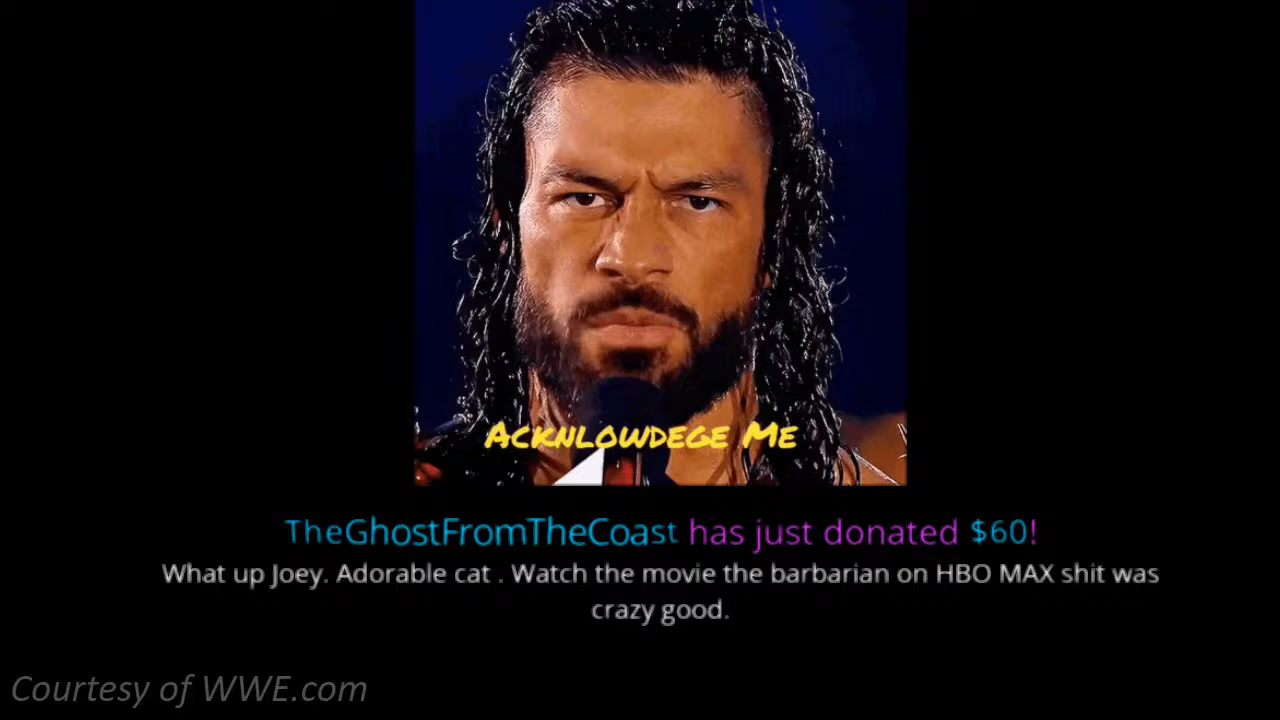 ACKNLOWDEGE ME
TheGhostFromTheCoast has just donated $60!
What up Joey. Adorable cat . Watch the movie the barbarian on HBO MAX shit was
crazy good.
Courtesy of WWE.com